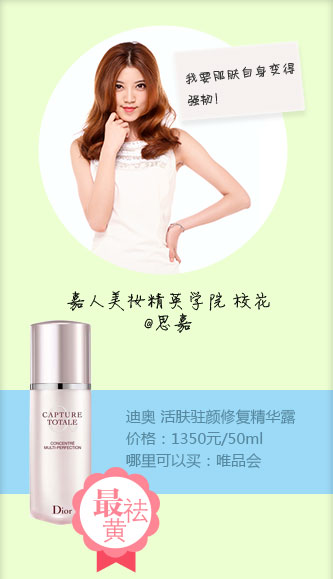 我要肌肤自身变得
强韧！
嘉人美妆精英学院 校花
@思嘉
CAPTURE
TOTALE
CONCENTRÉ
MULTI-PERFECTION
Dior
迪奥 活肤驻颜修复精华露
价格：1350元/50ml
哪里可以买：唯品会
最祛黄